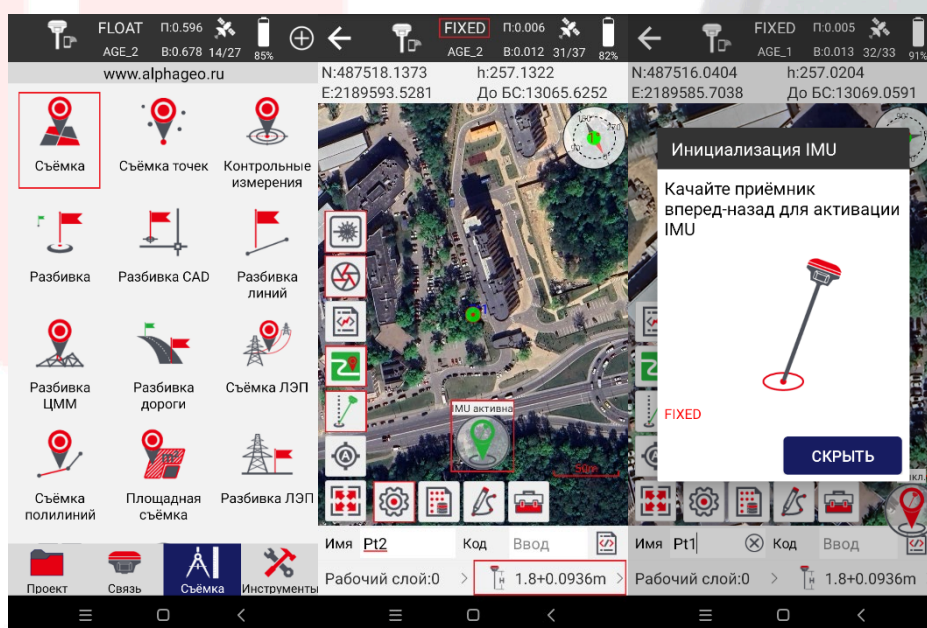 FLOAT П:0.596
AGE_2 В:0.678 14/27 85%
www.alphageo.ru
Съёмка
Съёмка точек
Контрольные
измерения
Разбивка
Разбивка CAD
Разбивка
линий
Разбивка
ЦММ
Разбивка
дороги
Съёмка ЛЭП
Съёмка
полилиний
Площадная
съёмка
Разбивка ЛЭП
Проект
Связь
Съёмка
Инструменты
FIXED П:0.006
AGE_2 В:0.012 31/37 82%
N:487518.1373 h:257.1322
E:2189593.5281 До БС:13065.6252
IMU активна
50m
Имя Pt2 Код Ввод
Рабочий слой:0 > H 1.8+0.0936m >
FIXED П:0.005
AGE_1 В:0.013 32/33 91%
N:487516.0404 h:257.0204
E:2189585.7038 До БС:13069.0591
Инициализация IMU
Качайте приёмник
вперед-назад для активации
IMU
FIXED
СКРЫТЬ
Имя Pt1 Код Ввод
Рабочий слой:0 > H 1.8+0.0936m